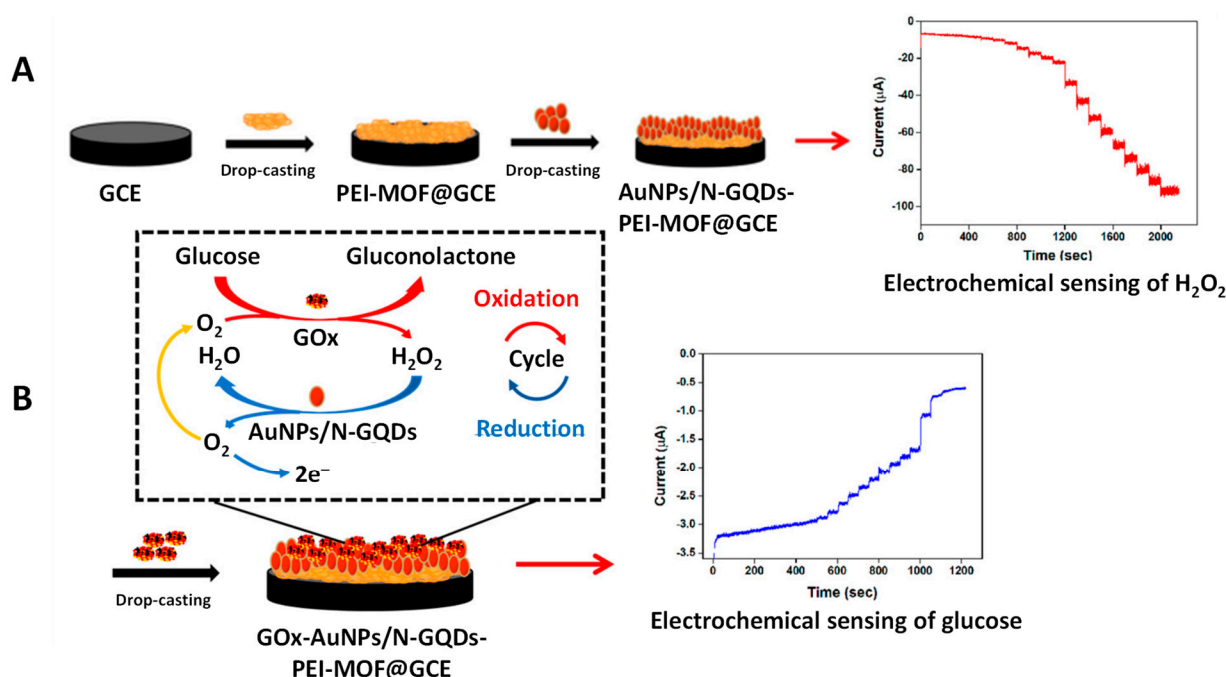 A
GCE
Drop-casting
PEI-MOF@GCE
Drop-casting
AuNPs/N-GQDs-
PEI-MOF@GCE
0
-20
-40
-60
-80
-100
Current (µA)
0
400
800
1200
1600
2000
Time (sec)
Electrochemical sensing of H₂O₂
B
Glucose
Gluconolactone
O₂
GOx
H₂O
H₂O₂
AuNPs/N-GQDs
O₂
2e⁻
Oxidation
Cycle
Reduction
Drop-casting
GOx-AuNPs/N-GQDs-
PEI-MOF@GCE
0.0
-0.5
-1.0
-1.5
-2.0
-2.5
-3.0
-3.5
Current (µA)
0
200
400
600
800
1000
1200
Time (sec)
Electrochemical sensing of glucose